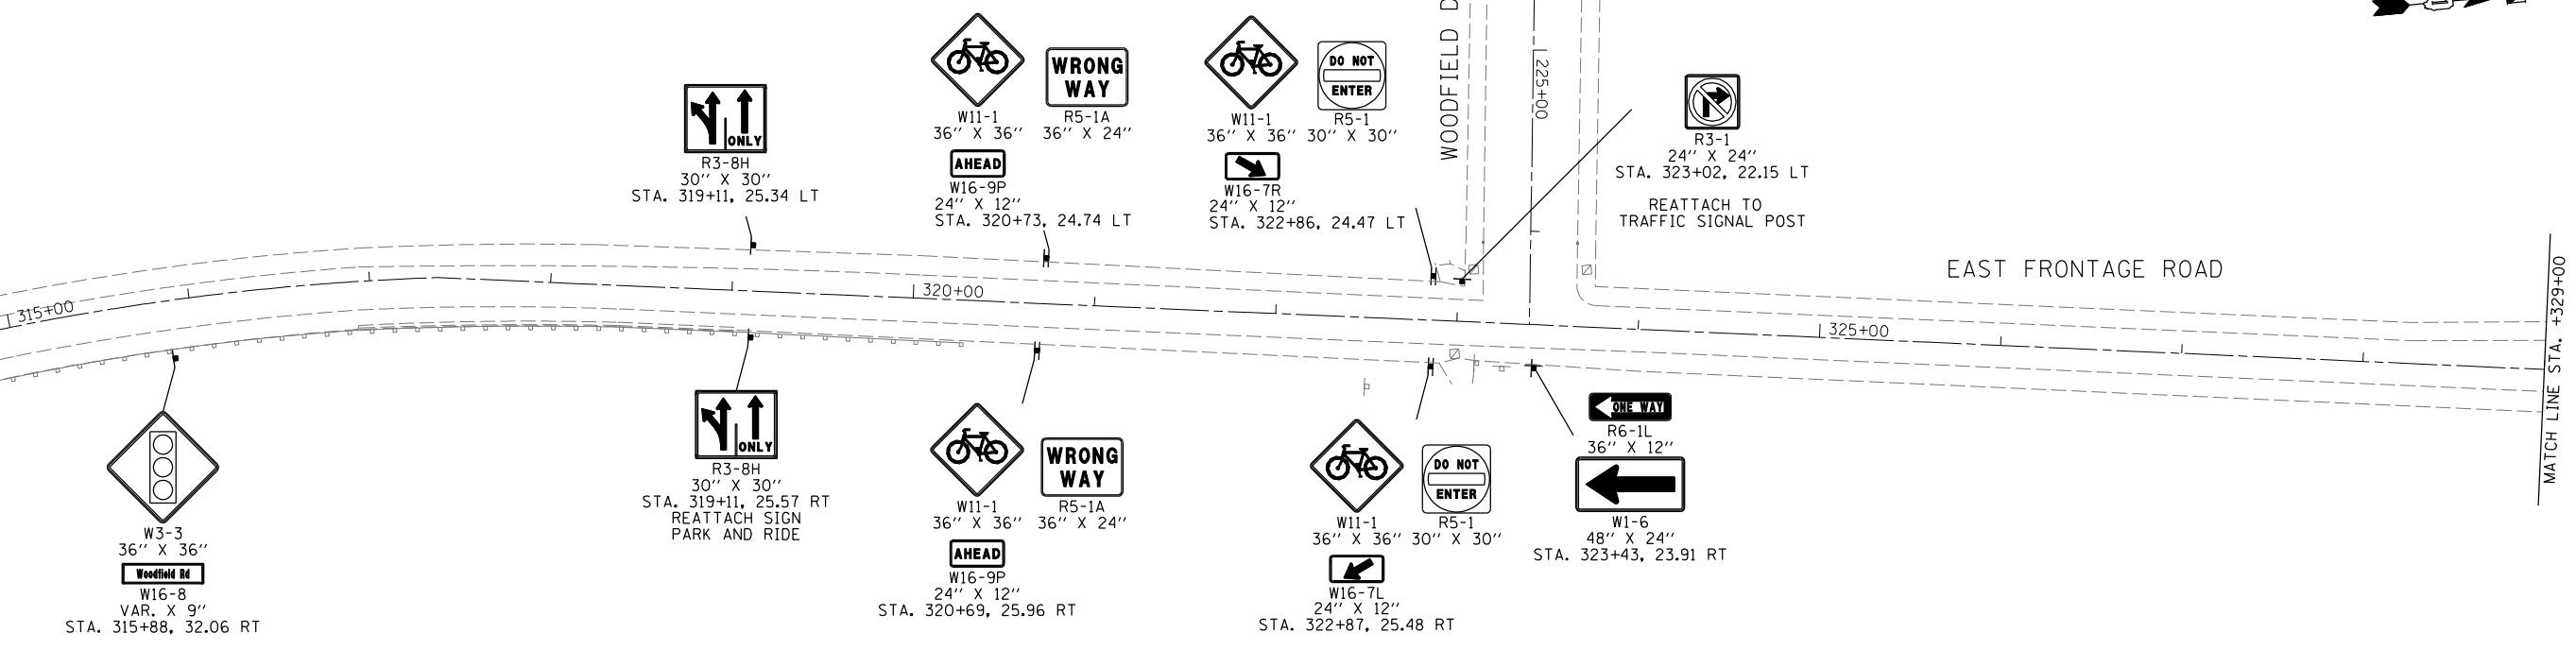 R3-8H
30'' X 30''
STA. 319+11, 25.34 LT
ONLY
WRONG
WAY
W11-1
36'' X 36''
R5-1A
36'' X 24''
AHEAD
W16-9P
24'' X 12''
STA. 320+73, 24.74 LT
DO NOT
ENTER
W11-1
36'' X 36''
R5-1
30'' X 30''
W16-7R
24'' X 12''
STA. 322+86, 24.47 LT
WOODFIELD
225+00
R3-1
24'' X 24''
STA. 323+02, 22.15 LT
REATTACH TO
TRAFFIC SIGNAL POST
EAST FRONTAGE ROAD
MATCH LINE STA. +329+00
315+00
320+00
325+00
W3-3
36'' X 36''
Woodfield Rd
W16-8
VAR. X 9''
STA. 315+88, 32.06 RT
ONLY
R3-8H
30'' X 30''
STA. 319+11, 25.57 RT
REATTACH SIGN
PARK AND RIDE
WRONG
WAY
W11-1
36'' X 36''
R5-1A
36'' X 24''
AHEAD
W16-9P
24'' X 12''
STA. 320+69, 25.96 RT
DO NOT
ENTER
W11-1
36'' X 36''
R5-1
30'' X 30''
W16-7L
24'' X 12''
STA. 322+87, 25.48 RT
ONE WAY
R6-1L
36'' X 12''
W1-6
48'' X 24''
STA. 323+43, 23.91 RT